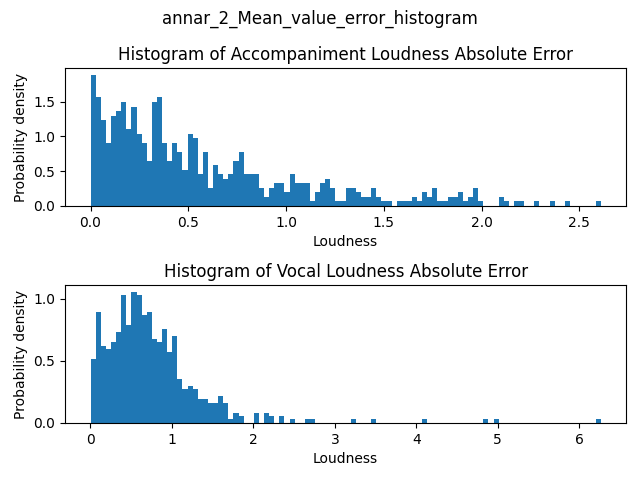 annar_2_Mean_value_error_histogram
Histogram of Accompaniment Loudness Absolute Error
Probability density
1.5
1.0
0.5
0.0
0.0 0.5 1.0 1.5 2.0 2.5
Loudness
Histogram of Vocal Loudness Absolute Error
Probability density
1.0
0.5
0.0
0 1 2 3 4 5 6
Loudness